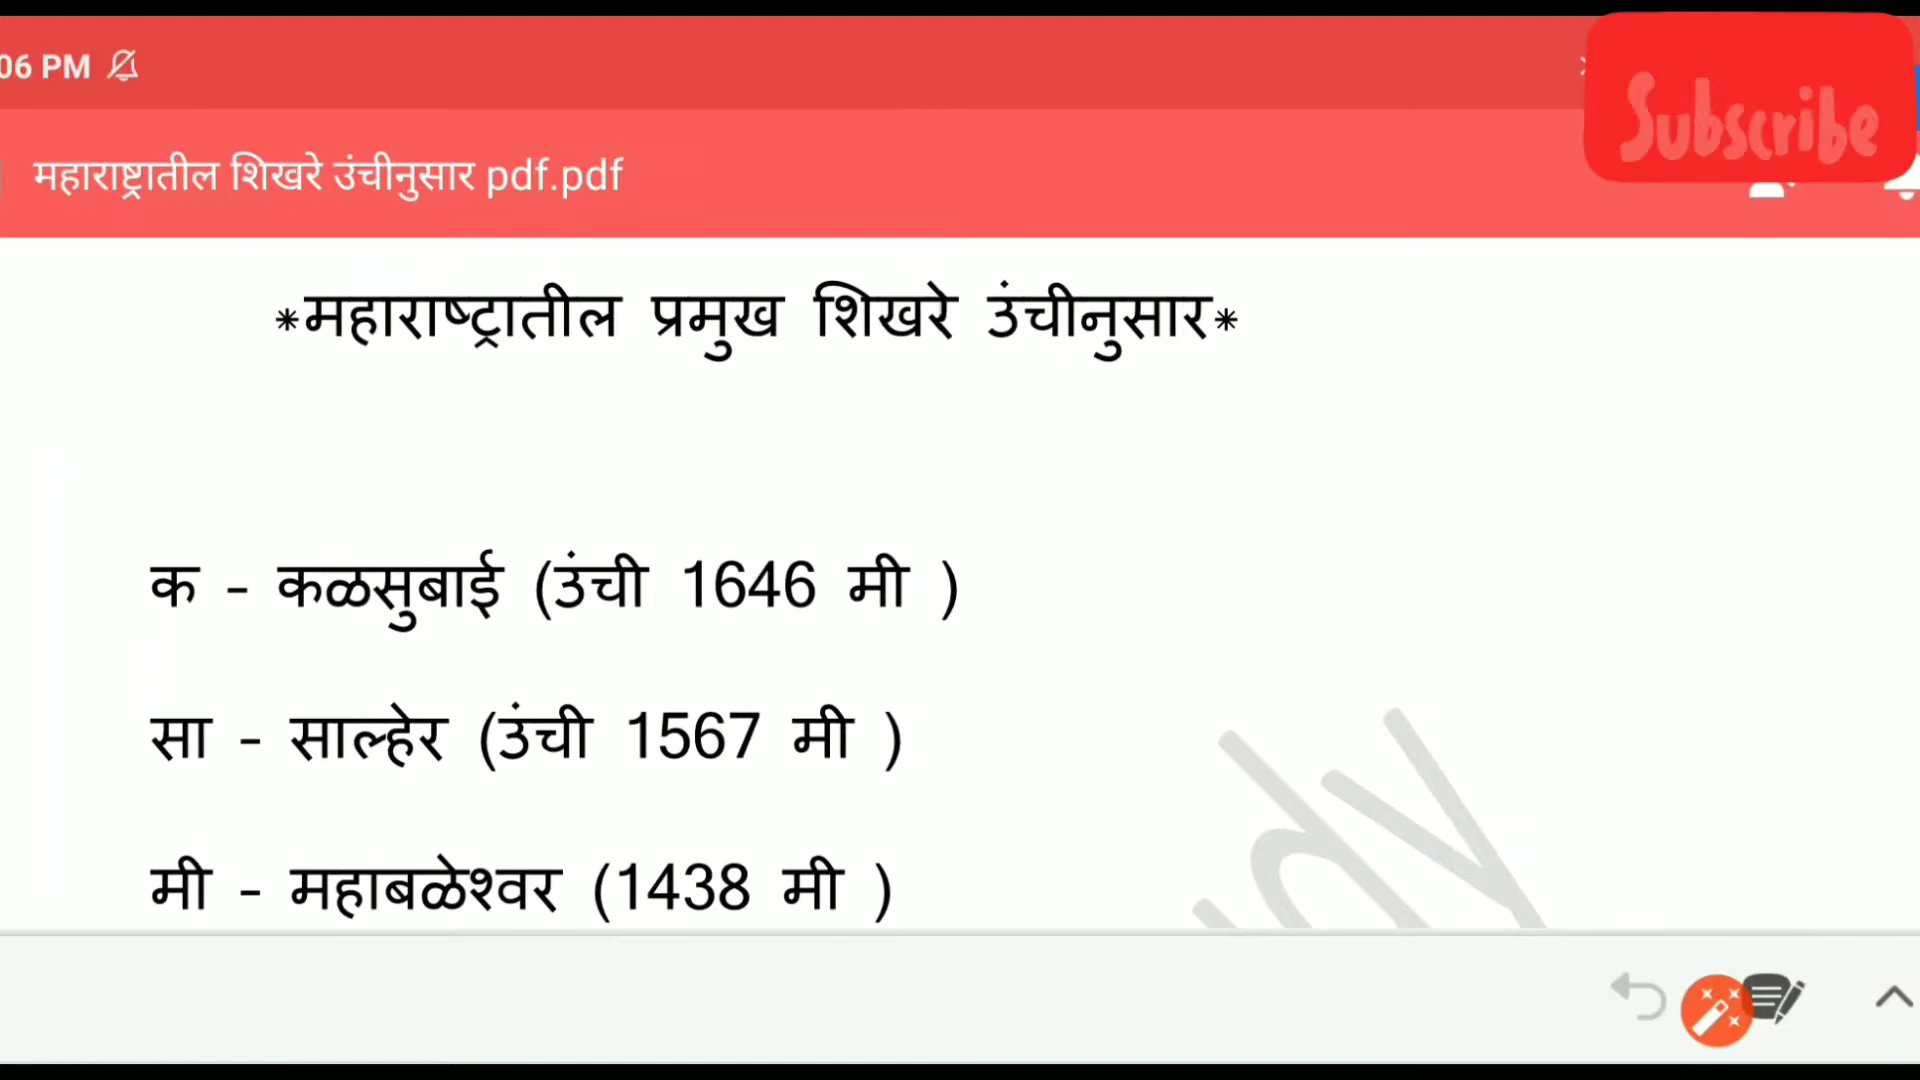 06 PM
Subscribe
महाराष्ट्रातील शिखरे उंचीनुसार pdf.pdf
*महाराष्ट्रातील प्रमुख शिखरे उंचीनुसार*
क - कळसुबाई (उंची 1646 मी )
सा - साल्हेर (उंची 1567 मी )
मी - महाबळेश्वर (1438 मी )